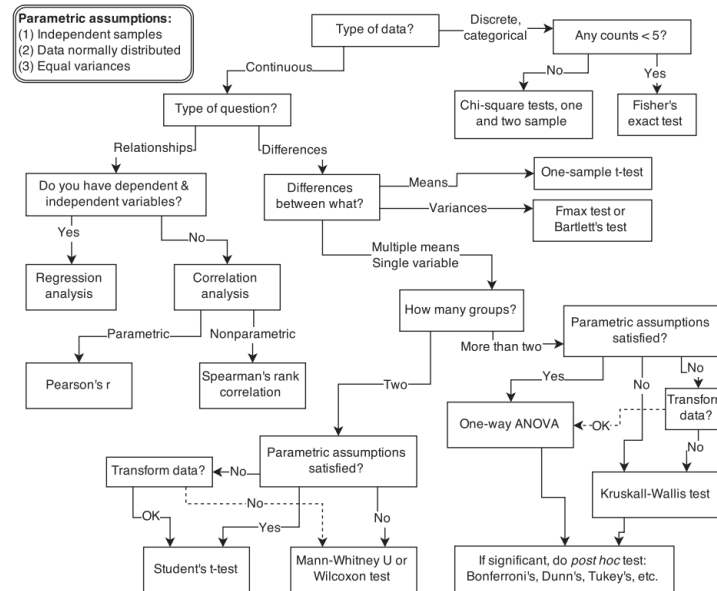 Parametric assumptions:
(1) Independent samples
(2) Data normally distributed
(3) Equal variances
Type of data?
Discrete,
categorical
Any counts < 5?
Continuous
No
Yes
Type of question?
Chi-square tests, one
and two sample
Fisher's
exact test
Relationships
Differences
Do you have dependent &
independent variables?
Differences
between what?
Means
One-sample t-test
Variances
Fmax test or
Bartlett's test
Yes
No
Multiple means
Single variable
Regression
analysis
Correlation
analysis
How many groups?
Parametric
Nonparametric
More than two
Parametric assumptions
satisfied?
Pearson's r
Spearman's rank
correlation
Two
Yes
No
No
One-way ANOVA
OK
Transform
data?
No
Transform data?
No
Parametric assumptions
satisfied?
Kruskall-Wallis test
OK
No
Yes
No
Student's t-test
Mann-Whitney U or
Wilcoxon test
If significant, do post hoc test:
Bonferroni's, Dunn's, Tukey's, etc.